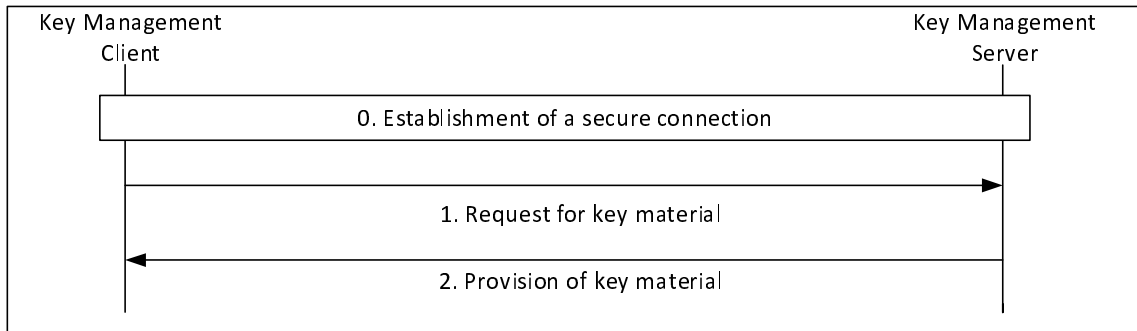 Key Management
Client
Key Management
Server
0. Establishment of a secure connection
1. Request for key material
2. Provision of key material